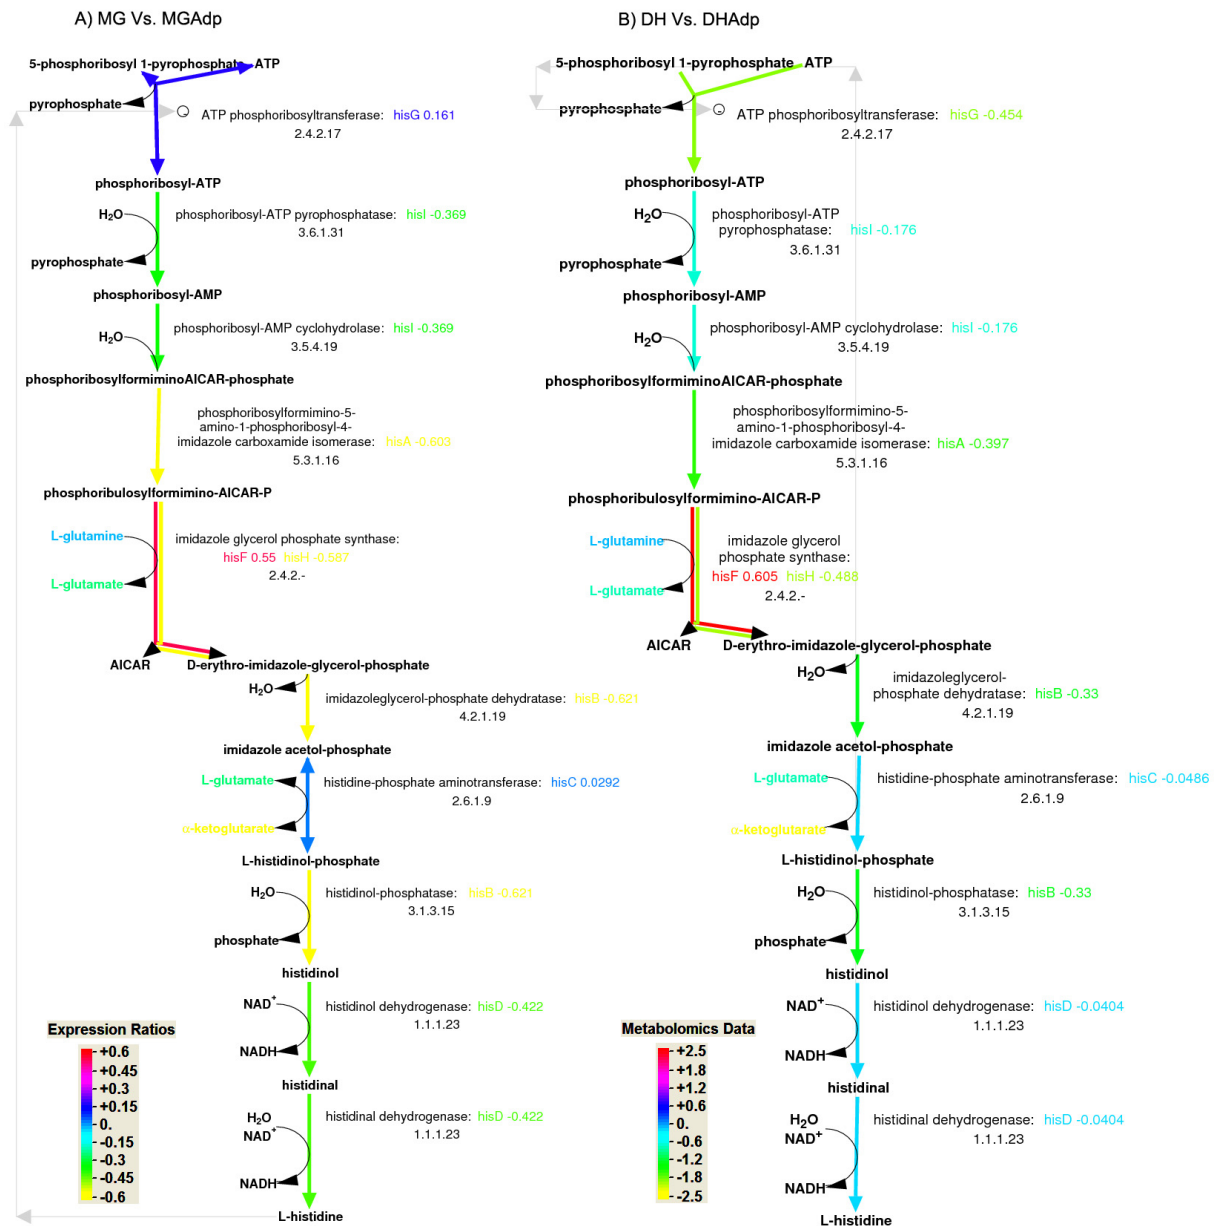 A) MG Vs. MGAdp
5-phosphoribosyl 1-pyrophosphate ATP
pyrophosphate
ATP phosphoribosyltransferase: hisG 0.161
2.4.2.17
phosphoribosyl-ATP
H2O
phosphoribosyl-ATP pyrophosphatase: hisI -0.369
3.6.1.31
pyrophosphate
phosphoribosyl-AMP
phosphoribosyl-AMP cyclohydrolase: hisI -0.369
H2O
3.5.4.19
phosphoribosylformiminoAICAR-phosphate
phosphoribosylformimino-5-
amino-1-phosphoribosyl-4-
imidazole carboxamide isomerase: hisA -0.603
5.3.1.16
phosphoribulosylformimino-AICAR-P
L-glutamine
imidazole glycerol phosphate synthase:
hisF 0.55 hisH -0.587
2.4.2.-
L-glutamate
AICAR
D-erythro-imidazole-glycerol-phosphate
H2O
imidazoleglycerol-phosphate dehydratase: hisB -0.621
4.2.1.19
imidazole acetol-phosphate
L-glutamate
histidine-phosphate aminotransferase: hisC 0.0292
2.6.1.9
α-ketoglutarate
L-histidinol-phosphate
H2O
histidinol-phosphatase: hisB -0.621
3.1.3.15
phosphate
histidinol
NAD+
histidinol dehydrogenase: hisD -0.422
1.1.1.23
NADH
histidinal
H2O
NAD+
histidinal dehydrogenase: hisD -0.422
1.1.1.23
NADH
L-histidine
Expression Ratios
+0.6
+0.45
+0.3
+0.15
0.
-0.15
-0.3
-0.45
-0.6
B) DH Vs. DHAdp
5-phosphoribosyl 1-pyrophosphate ATP
pyrophosphate
ATP phosphoribosyltransferase: hisG -0.454
2.4.2.17
phosphoribosyl-ATP
H2O
phosphoribosyl-ATP
pyrophosphatase: hisI -0.176
3.6.1.31
pyrophosphate
phosphoribosyl-AMP
phosphoribosyl-AMP cyclohydrolase: hisI -0.176
H2O
3.5.4.19
phosphoribosylformiminoAICAR-phosphate
phosphoribosylformimino-5-
amino-1-phosphoribosyl-4-
imidazole carboxamide isomerase: hisA -0.397
5.3.1.16
phosphoribulosylformimino-AICAR-P
L-glutamine
imidazole glycerol
phosphate synthase:
hisF 0.605 hisH -0.488
2.4.2.-
L-glutamate
AICAR
D-erythro-imidazole-glycerol-phosphate
H2O
imidazoleglycerol-
phosphate dehydratase: hisB -0.33
4.2.1.19
imidazole acetol-phosphate
L-glutamate
histidine-phosphate aminotransferase: hisC -0.0486
2.6.1.9
α-ketoglutarate
L-histidinol-phosphate
H2O
histidinol-phosphatase: hisB -0.33
3.1.3.15
phosphate
histidinol
NAD+
histidinol dehydrogenase: hisD -0.0404
1.1.1.23
NADH
histidinal
H2O
NAD+
histidinal dehydrogenase: hisD -0.0404
1.1.1.23
NADH
L-histidine
Metabolomics Data
+2.5
+1.8
+1.2
+0.6
0.
-0.6
-1.2
-1.8
-2.5